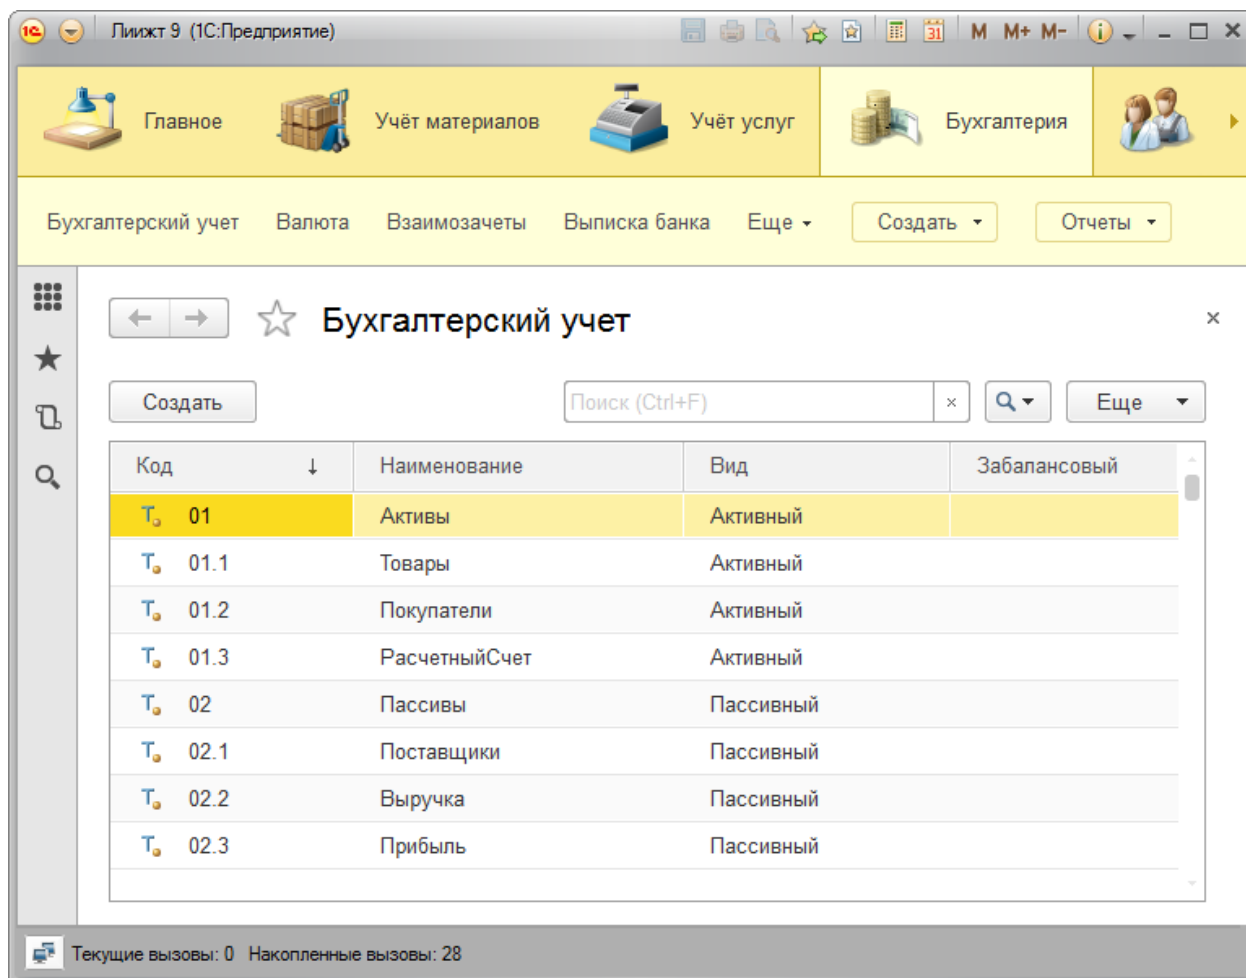 1С Лиижт 9 (1С:Предприятие) 31 M M+ M-
Главное Учёт материалов Учёт услуг Бухгалтерия
Бухгалтерский учет Валюта Взаимозачеты Выписка банка Еще Создать Отчеты
Бухгалтерский учет
Создать Поиск (Ctrl+F) Еще
Код Наименование Вид Забалансовый
01 Активы Активный
01.1 Товары Активный
01.2 Покупатели Активный
01.3 РасчетныйСчет Активный
02 Пассивы Пассивный
02.1 Поставщики Пассивный
02.2 Выручка Пассивный
02.3 Прибыль Пассивный
Текущие вызовы: 0 Накопленные вызовы: 28